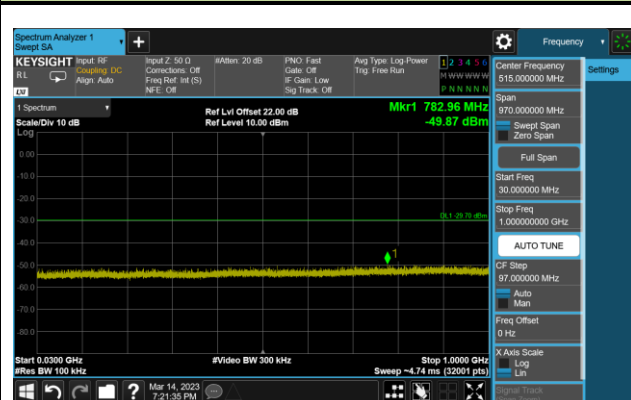 Spectrum Analyzer 1
Swept SA
Frequency
KEYSIGHT
RL
LXI
Input: RF
Coupling: DC
Align: Auto
Input Z: 50 Ω
Corrections: Off
Freq Ref: Int (S)
NFE: Off
#Atten: 20 dB
PNO: Fast
Gate: Off
IF Gain: Low
Sig Track: Off
Avg Type: Log-Power
Trig: Free Run
1 2 3 4 5 6
M W W W W W
P N N N N N
1 Spectrum
Scale/Div 10 dB
Log
Ref Lvl Offset 22.00 dB
Ref Level 10.00 dBm
Mkr1 782.96 MHz
-49.87 dBm
0.00
-10.0
-20.0
-30.0
-40.0
-50.0
-60.0
-70.0
-80.0
DL1 -29.70 dBm
1
Start 0.0300 GHz
#Res BW 100 kHz
#Video BW 300 kHz
Stop 1.0000 GHz
Sweep ~4.74 ms (32001 pts)
Mar 14, 2023
7:21:35 PM
Center Frequency
515.000000 MHz
Span
970.000000 MHz
Swept Span
Zero Span
Full Span
Start Freq
30.000000 MHz
Stop Freq
1.000000000 GHz
AUTO TUNE
CF Step
97.000000 MHz
Auto
Man
Freq Offset
0 Hz
X Axis Scale
Log
Lin
Signal Track
Settings